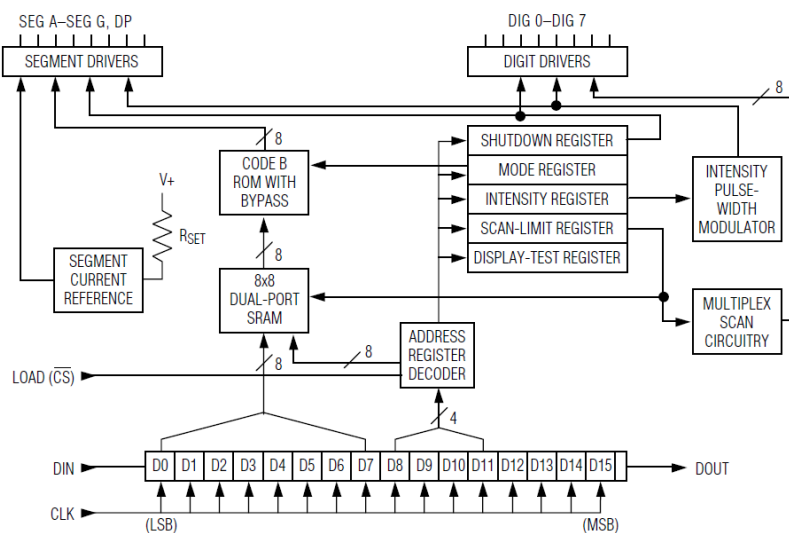 SEG A–SEG G, DP
DIG 0–DIG 7
SEGMENT DRIVERS
DIGIT DRIVERS
8
8
SHUTDOWN REGISTER
CODE B
ROM WITH
BYPASS
MODE REGISTER
INTENSITY
PULSE-
WIDTH
MODULATOR
V+
INTENSITY REGISTER
RSET
SCAN-LIMIT REGISTER
8
SEGMENT
CURRENT
REFERENCE
DISPLAY-TEST REGISTER
8x8
DUAL-PORT
SRAM
MULTIPLEX
SCAN
CIRCUITRY
ADDRESS
REGISTER
DECODER
8
8
LOAD (C̅S̅)
4
DIN
D0 D1 D2 D3 D4 D5 D6 D7 D8 D9 D10 D11 D12 D13 D14 D15
DOUT
CLK
(LSB)
(MSB)